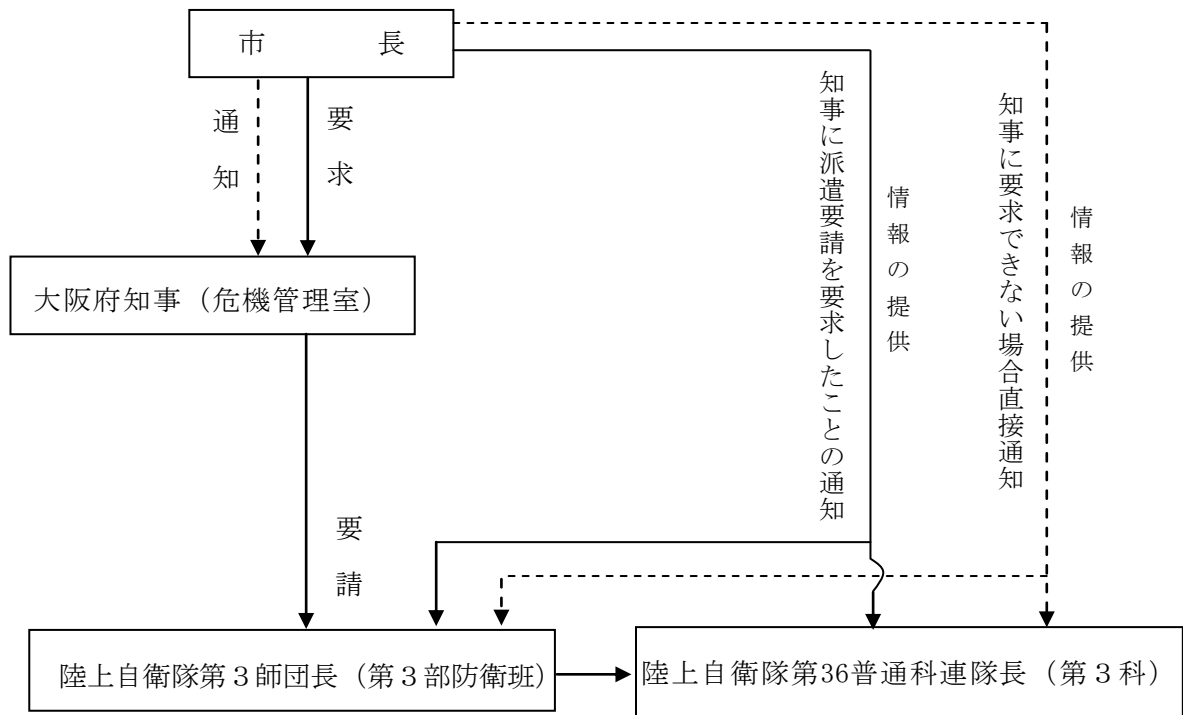 市　　　長
通知
要求
知事に派遣要請を要求したことの通知
情報の提供
知事に要求できない場合直接通知
情報の提供
大阪府知事（危機管理室）
要請
陸上自衛隊第３師団長（第３部防衛班）
陸上自衛隊第36普通科連隊長（第３科）